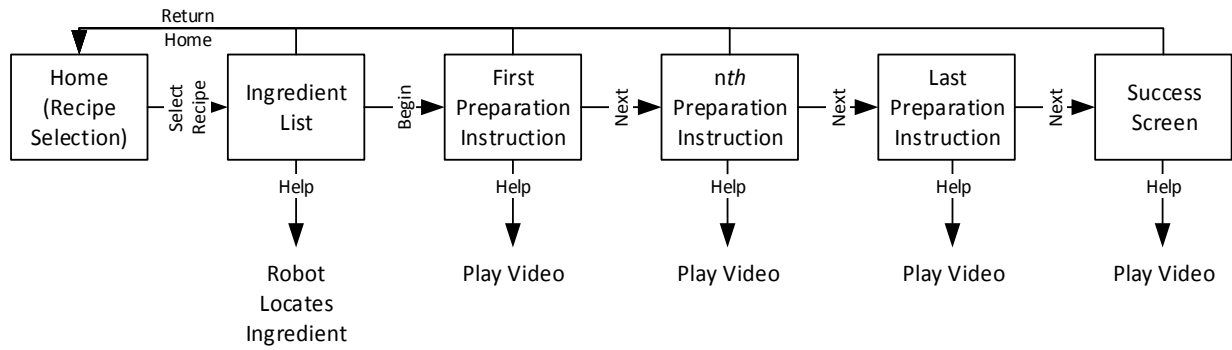 Return
Home
Home
(Recipe
Selection)
Select
Recipe
Ingredient
List
Begin
First
Preparation
Instruction
Next
nth
Preparation
Instruction
Next
Last
Preparation
Instruction
Next
Success
Screen
Help
Help
Help
Help
Help
Robot
Locates
Ingredient
Play Video
Play Video
Play Video
Play Video